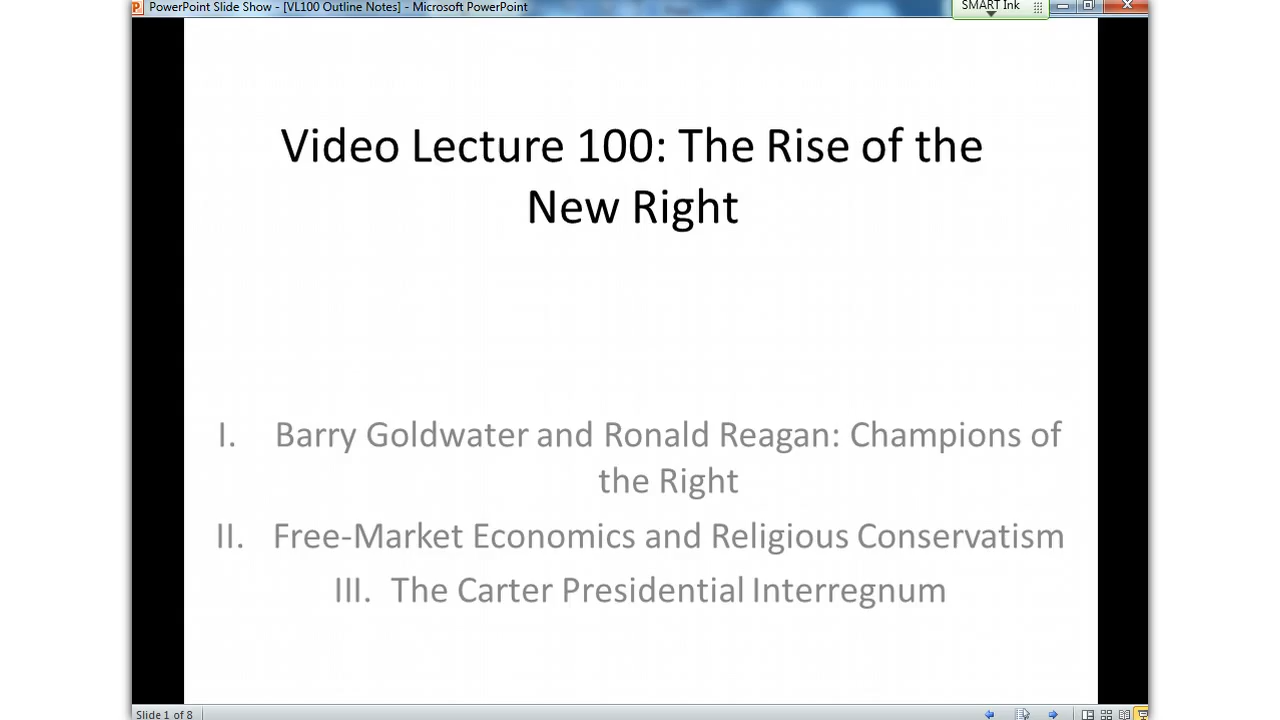 PowerPoint Slide Show - [VL100 Outline Notes] - Microsoft PowerPoint
SMART Ink
Video Lecture 100: The Rise of the
New Right
I. Barry Goldwater and Ronald Reagan: Champions of
the Right
II. Free-Market Economics and Religious Conservatism
III. The Carter Presidential Interregnum
Slide 1 of 8